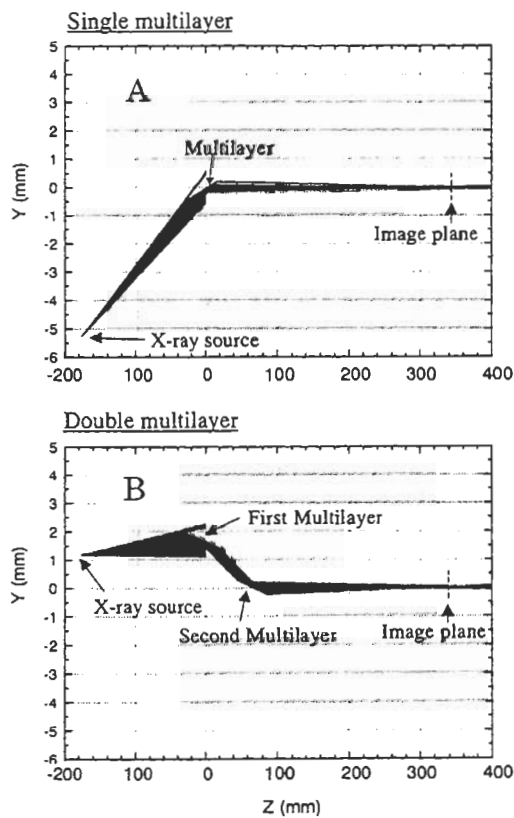 Single multilayer
5
4
3
2
1
0
-1
-2
-3
-4
-5
-6
Y (mm)
A
Multilayer
Image plane
X-ray source
-200 -100 0 100 200 300 400
Double multilayer
5
4
3
2
1
0
-1
-2
-3
-4
-5
-6
Y (mm)
B
First Multilayer
X-ray source
Second Multilayer
Image plane
-200 -100 0 100 200 300 400
Z (mm)